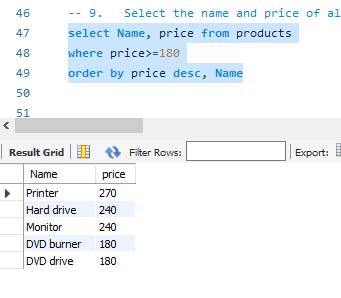 46 -- 9. Select the name and price of al
47 select Name, price from products
48 where price>=180
49 order by price desc, Name
50
51
Result Grid Filter Rows: Export:
Name price
Printer 270
Hard drive 240
Monitor 240
DVD burner 180
DVD drive 180